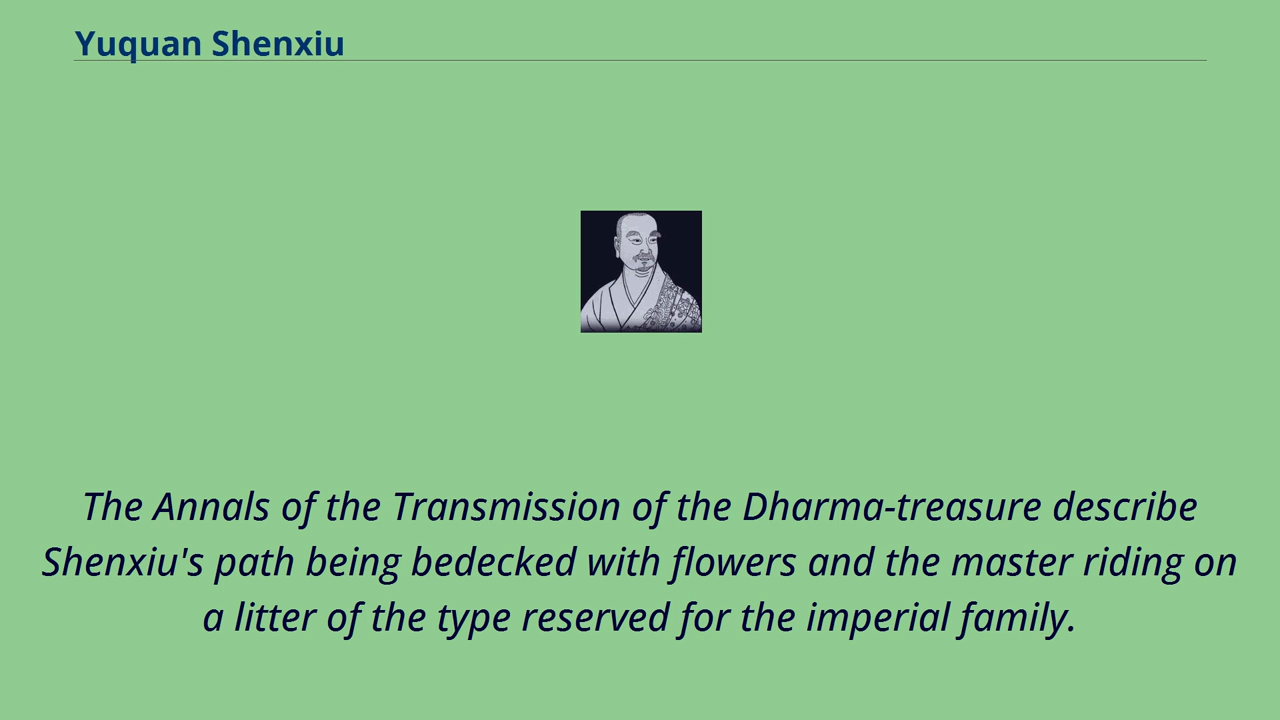 Yuquan Shenxiu
The Annals of the Transmission of the Dharma-treasure describe
Shenxiu's path being bedecked with flowers and the master riding on
a litter of the type reserved for the imperial family.